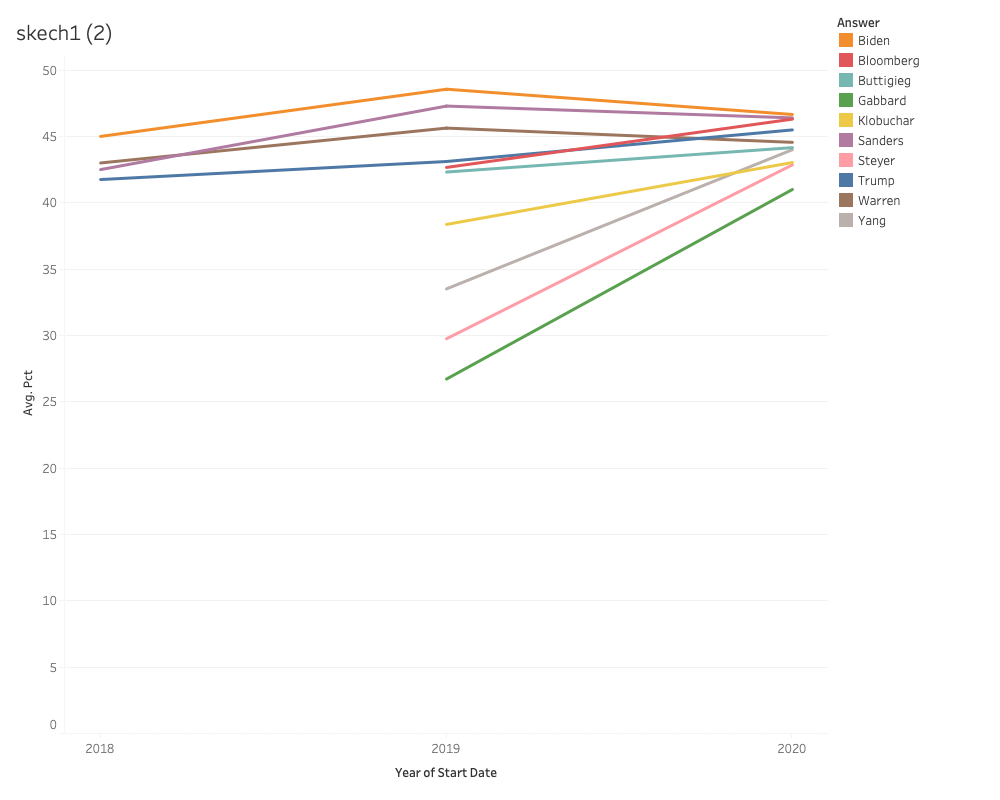 skech1 (2)
Answer
Biden
Bloomberg
Buttigieg
Gabbard
Klobuchar
Sanders
Steyer
Trump
Warren
Yang
50
45
40
35
30
25
20
15
10
5
0
Avg. Pct
2018
2019
2020
Year of Start Date